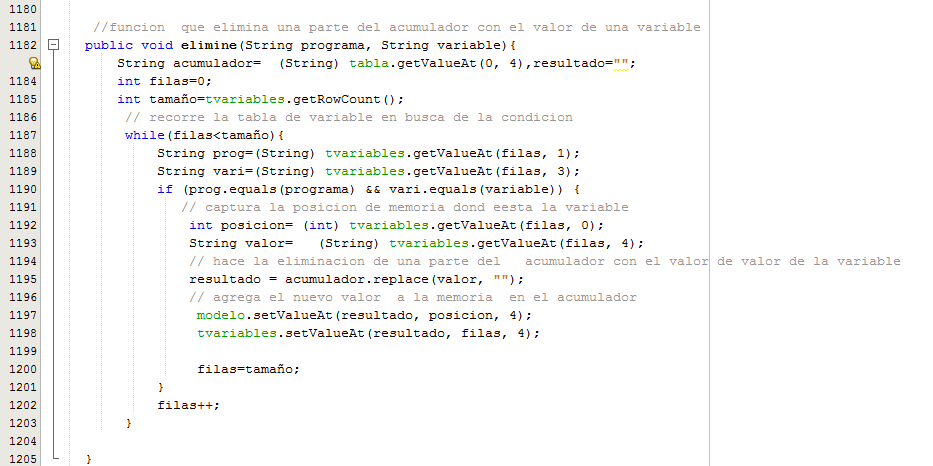 1180
1181 //funcion  que elimina una parte del acumulador con el valor de una variable
1182 public void elimine(String programa, String variable){
String acumulador=  (String) tabla.getValueAt(0, 4),resultado="";
1184 int filas=0;
1185 int tamaño=tvariables.getRowCount();
1186 // recorre la tabla de variable en busca de la condicion
1187 while(filas<tamaño){
1188 String prog=(String) tvariables.getValueAt(filas, 1);
1189 String vari=(String) tvariables.getValueAt(filas, 3);
1190 if (prog.equals(programa) && vari.equals(variable)) {
1191 // captura la posicion de memoria dond eesta la variable
1192 int posicion= (int) tvariables.getValueAt(filas, 0);
1193 String valor=   (String) tvariables.getValueAt(filas, 4);
1194 // hace la eliminacion de una parte del   acumulador con el valor de valor de la variable
1195 resultado = acumulador.replace(valor, "");
1196 // agrega el nuevo valor  a la memoria  en el acumulador
1197 modelo.setValueAt(resultado, posicion, 4);
1198 tvariables.setValueAt(resultado, filas, 4);
1199
1200 filas=tamaño;
1201 }
1202 filas++;
1203 }
1204
1205 }